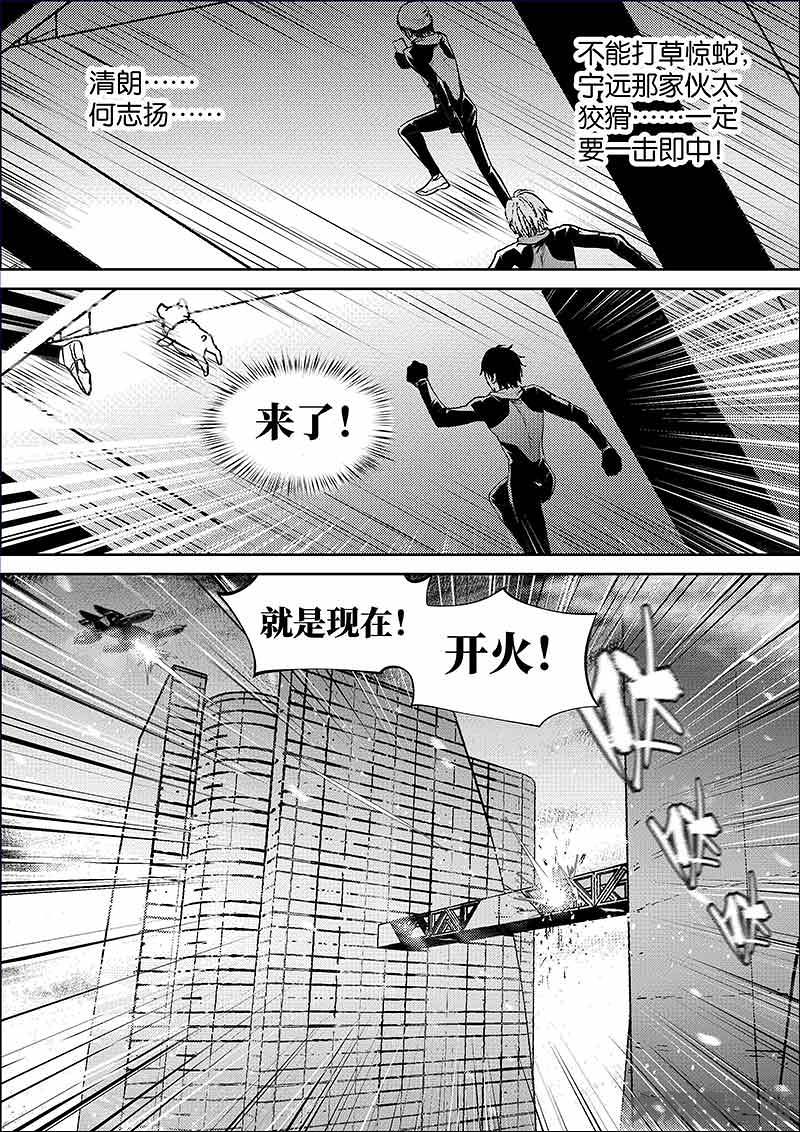 不能打草惊蛇，
宁远那家伙太
狡猾……一定
要一击即中！
清朗……
何志扬……
来了！
就是现在！
开火！